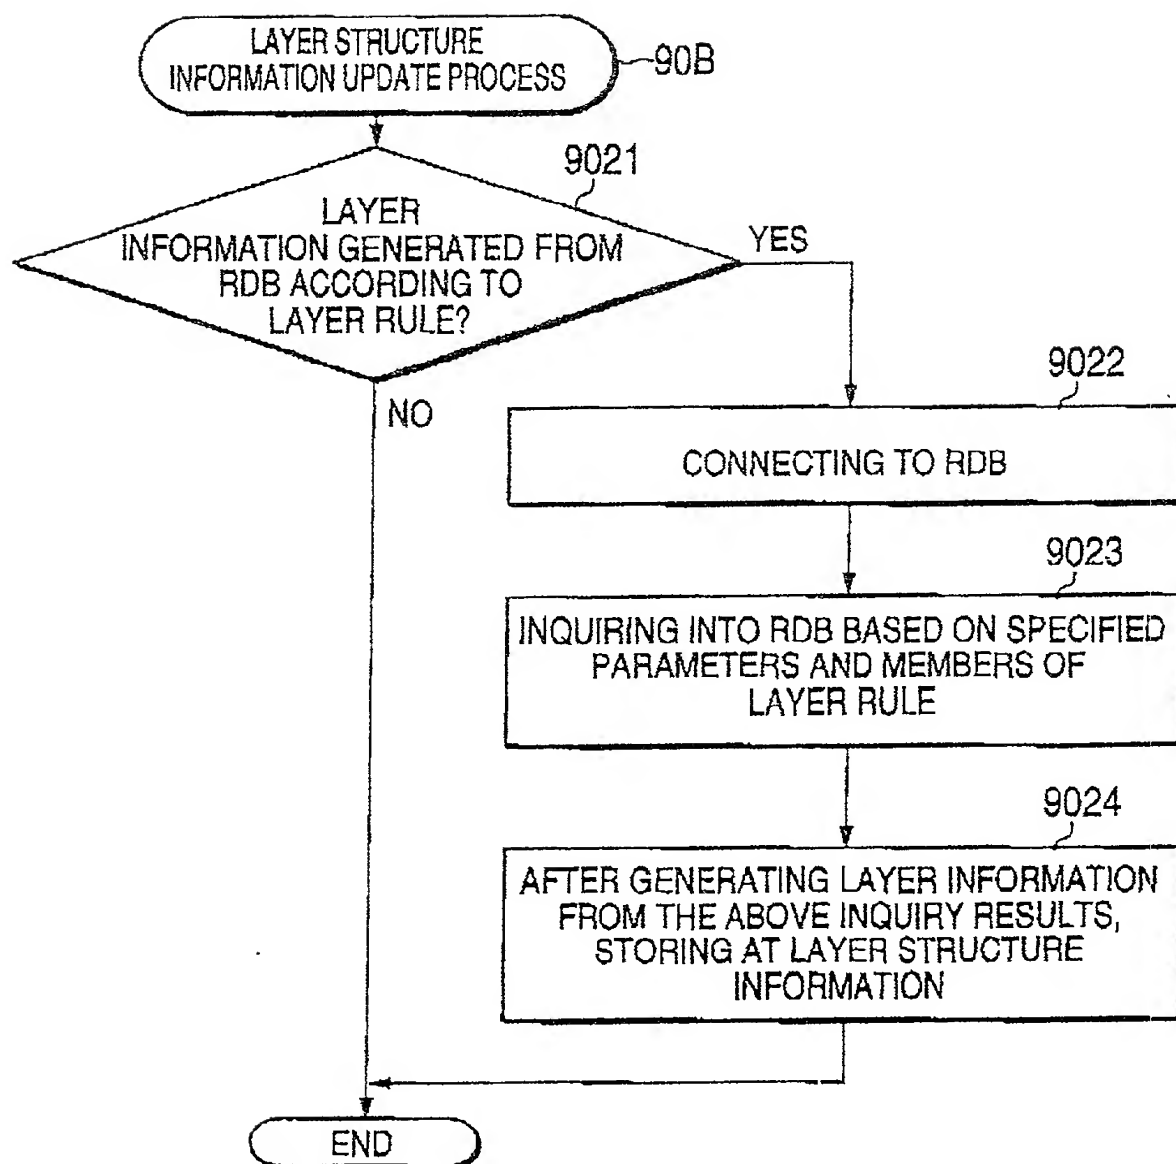 LAYER STRUCTURE
INFORMATION UPDATE PROCESS
90B
9021
LAYER
INFORMATION GENERATED FROM
RDB ACCORDING TO
LAYER RULE?
YES
NO
9022
CONNECTING TO RDB
9023
INQUIRING INTO RDB BASED ON SPECIFIED
PARAMETERS AND MEMBERS OF
LAYER RULE
9024
AFTER GENERATING LAYER INFORMATION
FROM THE ABOVE INQUIRY RESULTS,
STORING AT LAYER STRUCTURE
INFORMATION
END